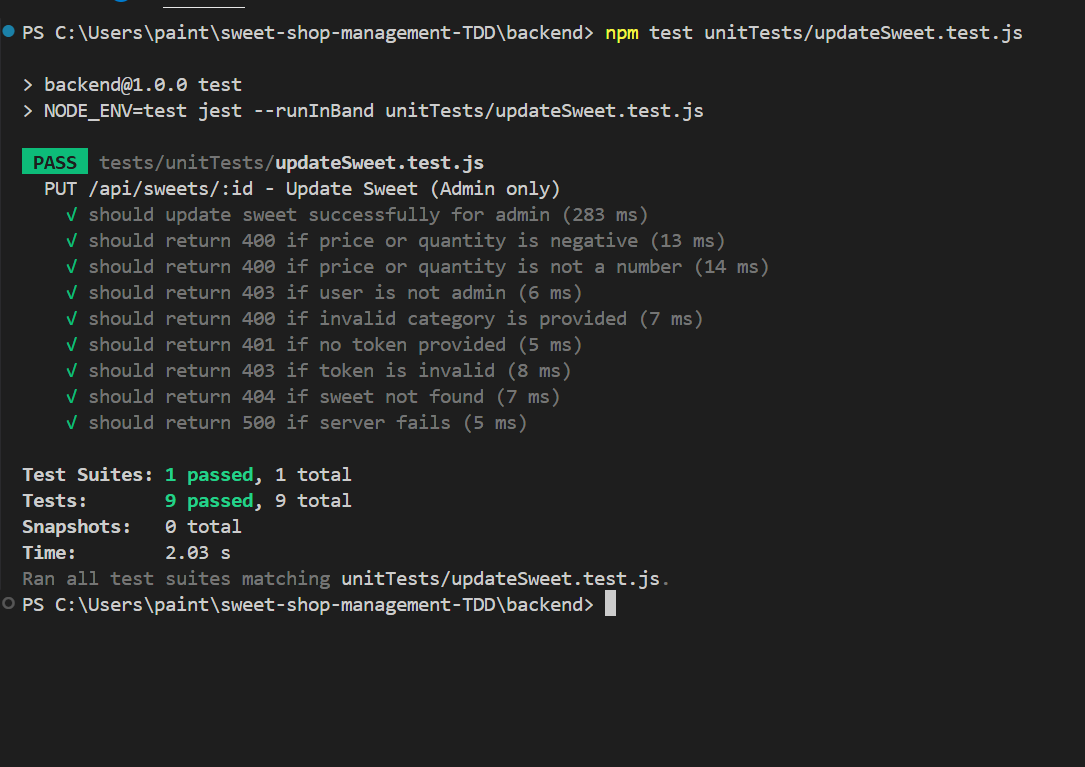 PS C:\Users\paint\sweet-shop-management-TDD\backend> npm test unitTests/updateSweet.test.js
> backend@1.0.0 test
> NODE_ENV=test jest --runInBand unitTests/updateSweet.test.js
PASS tests/unitTests/updateSweet.test.js
PUT /api/sweets/:id - Update Sweet (Admin only)
√ should update sweet successfully for admin (283 ms)
√ should return 400 if price or quantity is negative (13 ms)
√ should return 400 if price or quantity is not a number (14 ms)
√ should return 403 if user is not admin (6 ms)
√ should return 400 if invalid category is provided (7 ms)
√ should return 401 if no token provided (5 ms)
√ should return 403 if token is invalid (8 ms)
√ should return 404 if sweet not found (7 ms)
√ should return 500 if server fails (5 ms)
Test Suites: 1 passed, 1 total
Tests: 9 passed, 9 total
Snapshots: 0 total
Time: 2.03 s
Ran all test suites matching unitTests/updateSweet.test.js.
PS C:\Users\paint\sweet-shop-management-TDD\backend>